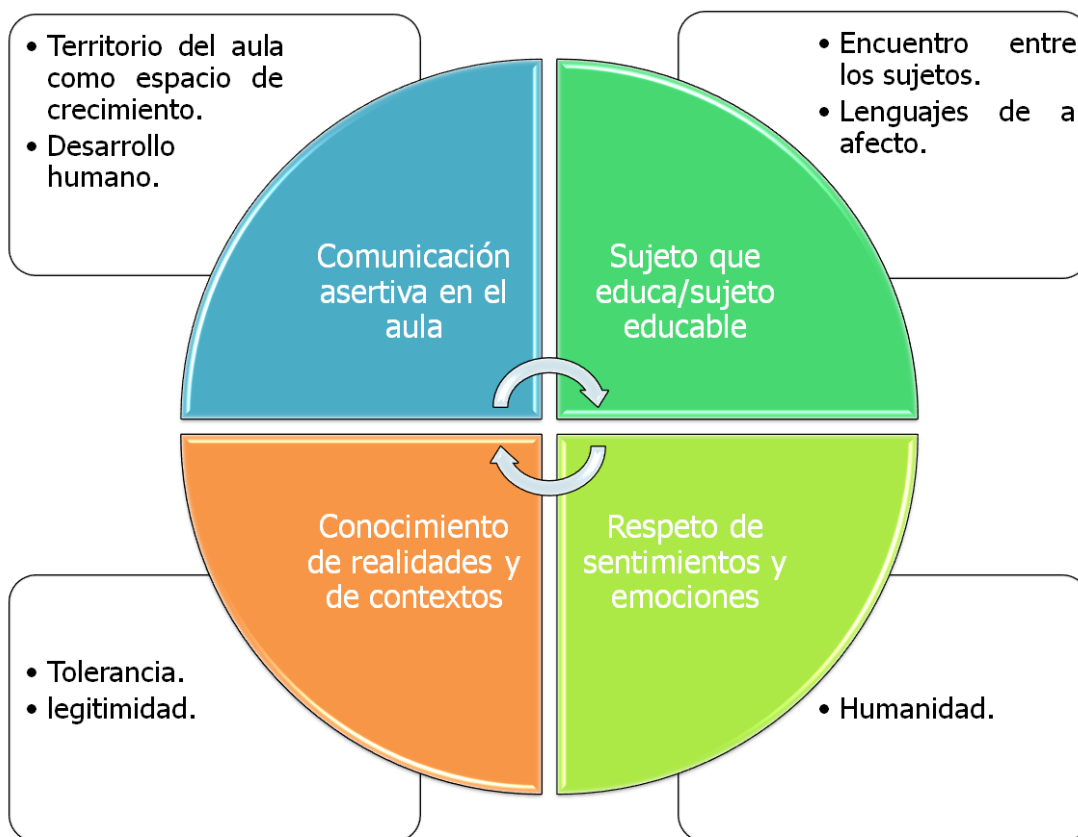 • Territorio del aula
como espacio de
crecimiento.
• Desarrollo
humano.
• Encuentro entre
los sujetos.
• Lenguajes de a
afecto.
Comunicación
asertiva en el
aula
Sujeto que
educa/sujeto
educable
Conocimiento
de realidades y
de contextos
Respeto de
sentimientos y
emociones
• Tolerancia.
• legitimidad.
• Humanidad.